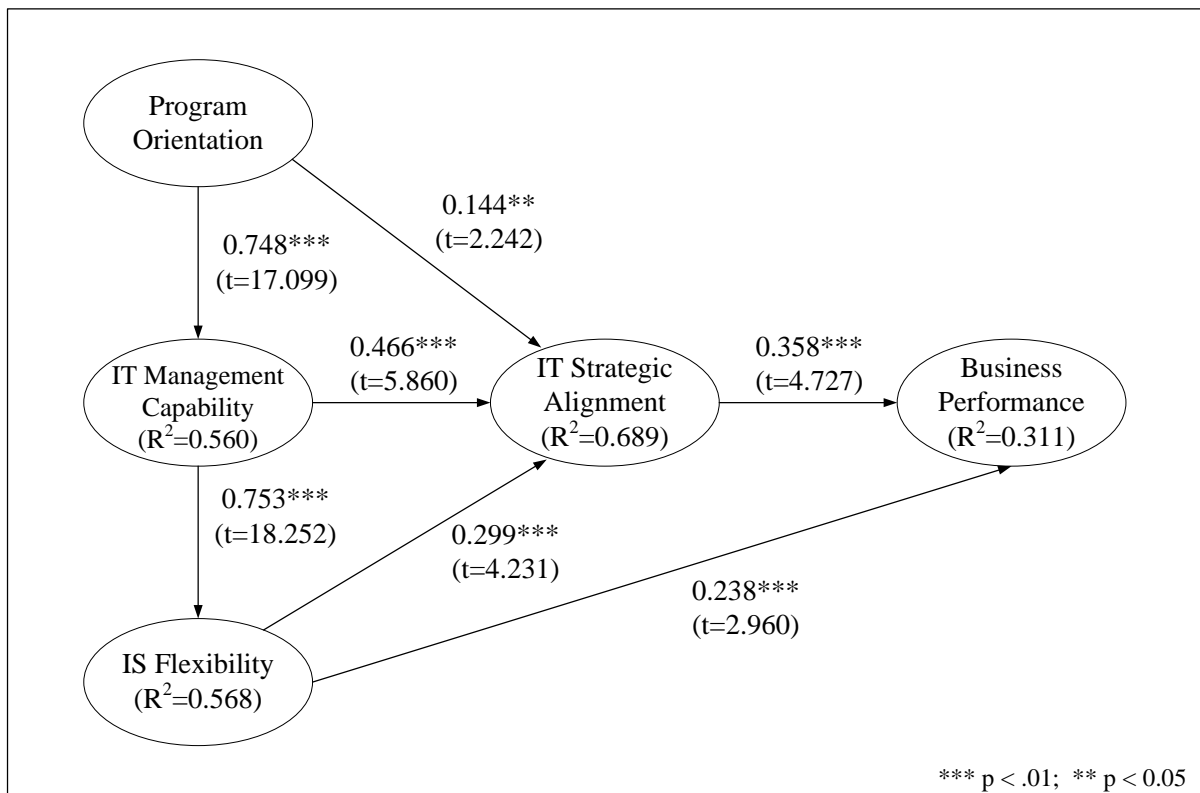 Program
Orientation
0.144**
(t=2.242)
0.748***
(t=17.099)
IT Management
Capability
(R²=0.560)
0.466***
(t=5.860)
IT Strategic
Alignment
(R²=0.689)
0.358***
(t=4.727)
Business
Performance
(R²=0.311)
0.753***
(t=18.252)
0.299***
(t=4.231)
0.238***
(t=2.960)
IS Flexibility
(R²=0.568)
*** p < .01; ** p < 0.05